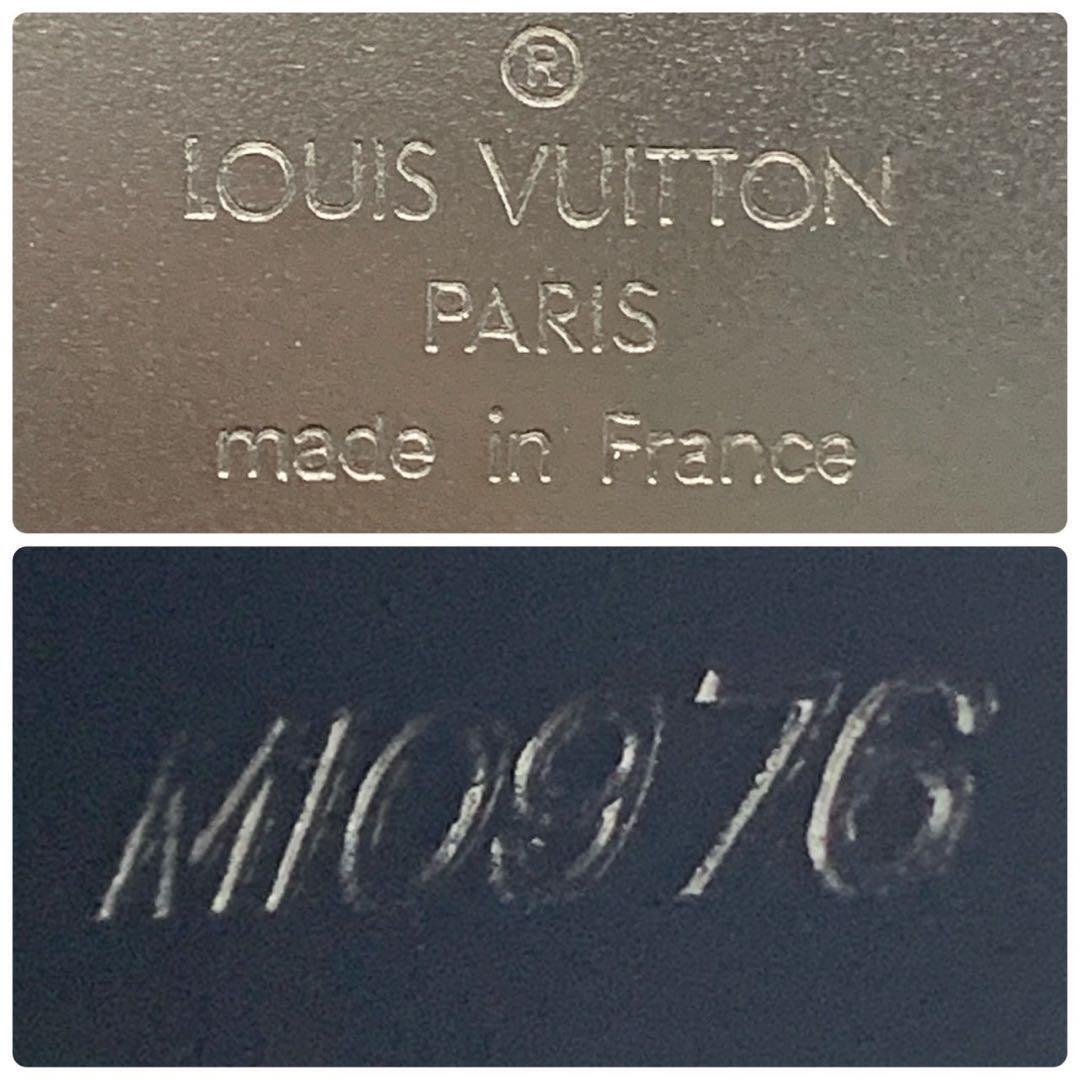 ®
LOUIS VUITTON
PARIS
made in France
MI0976